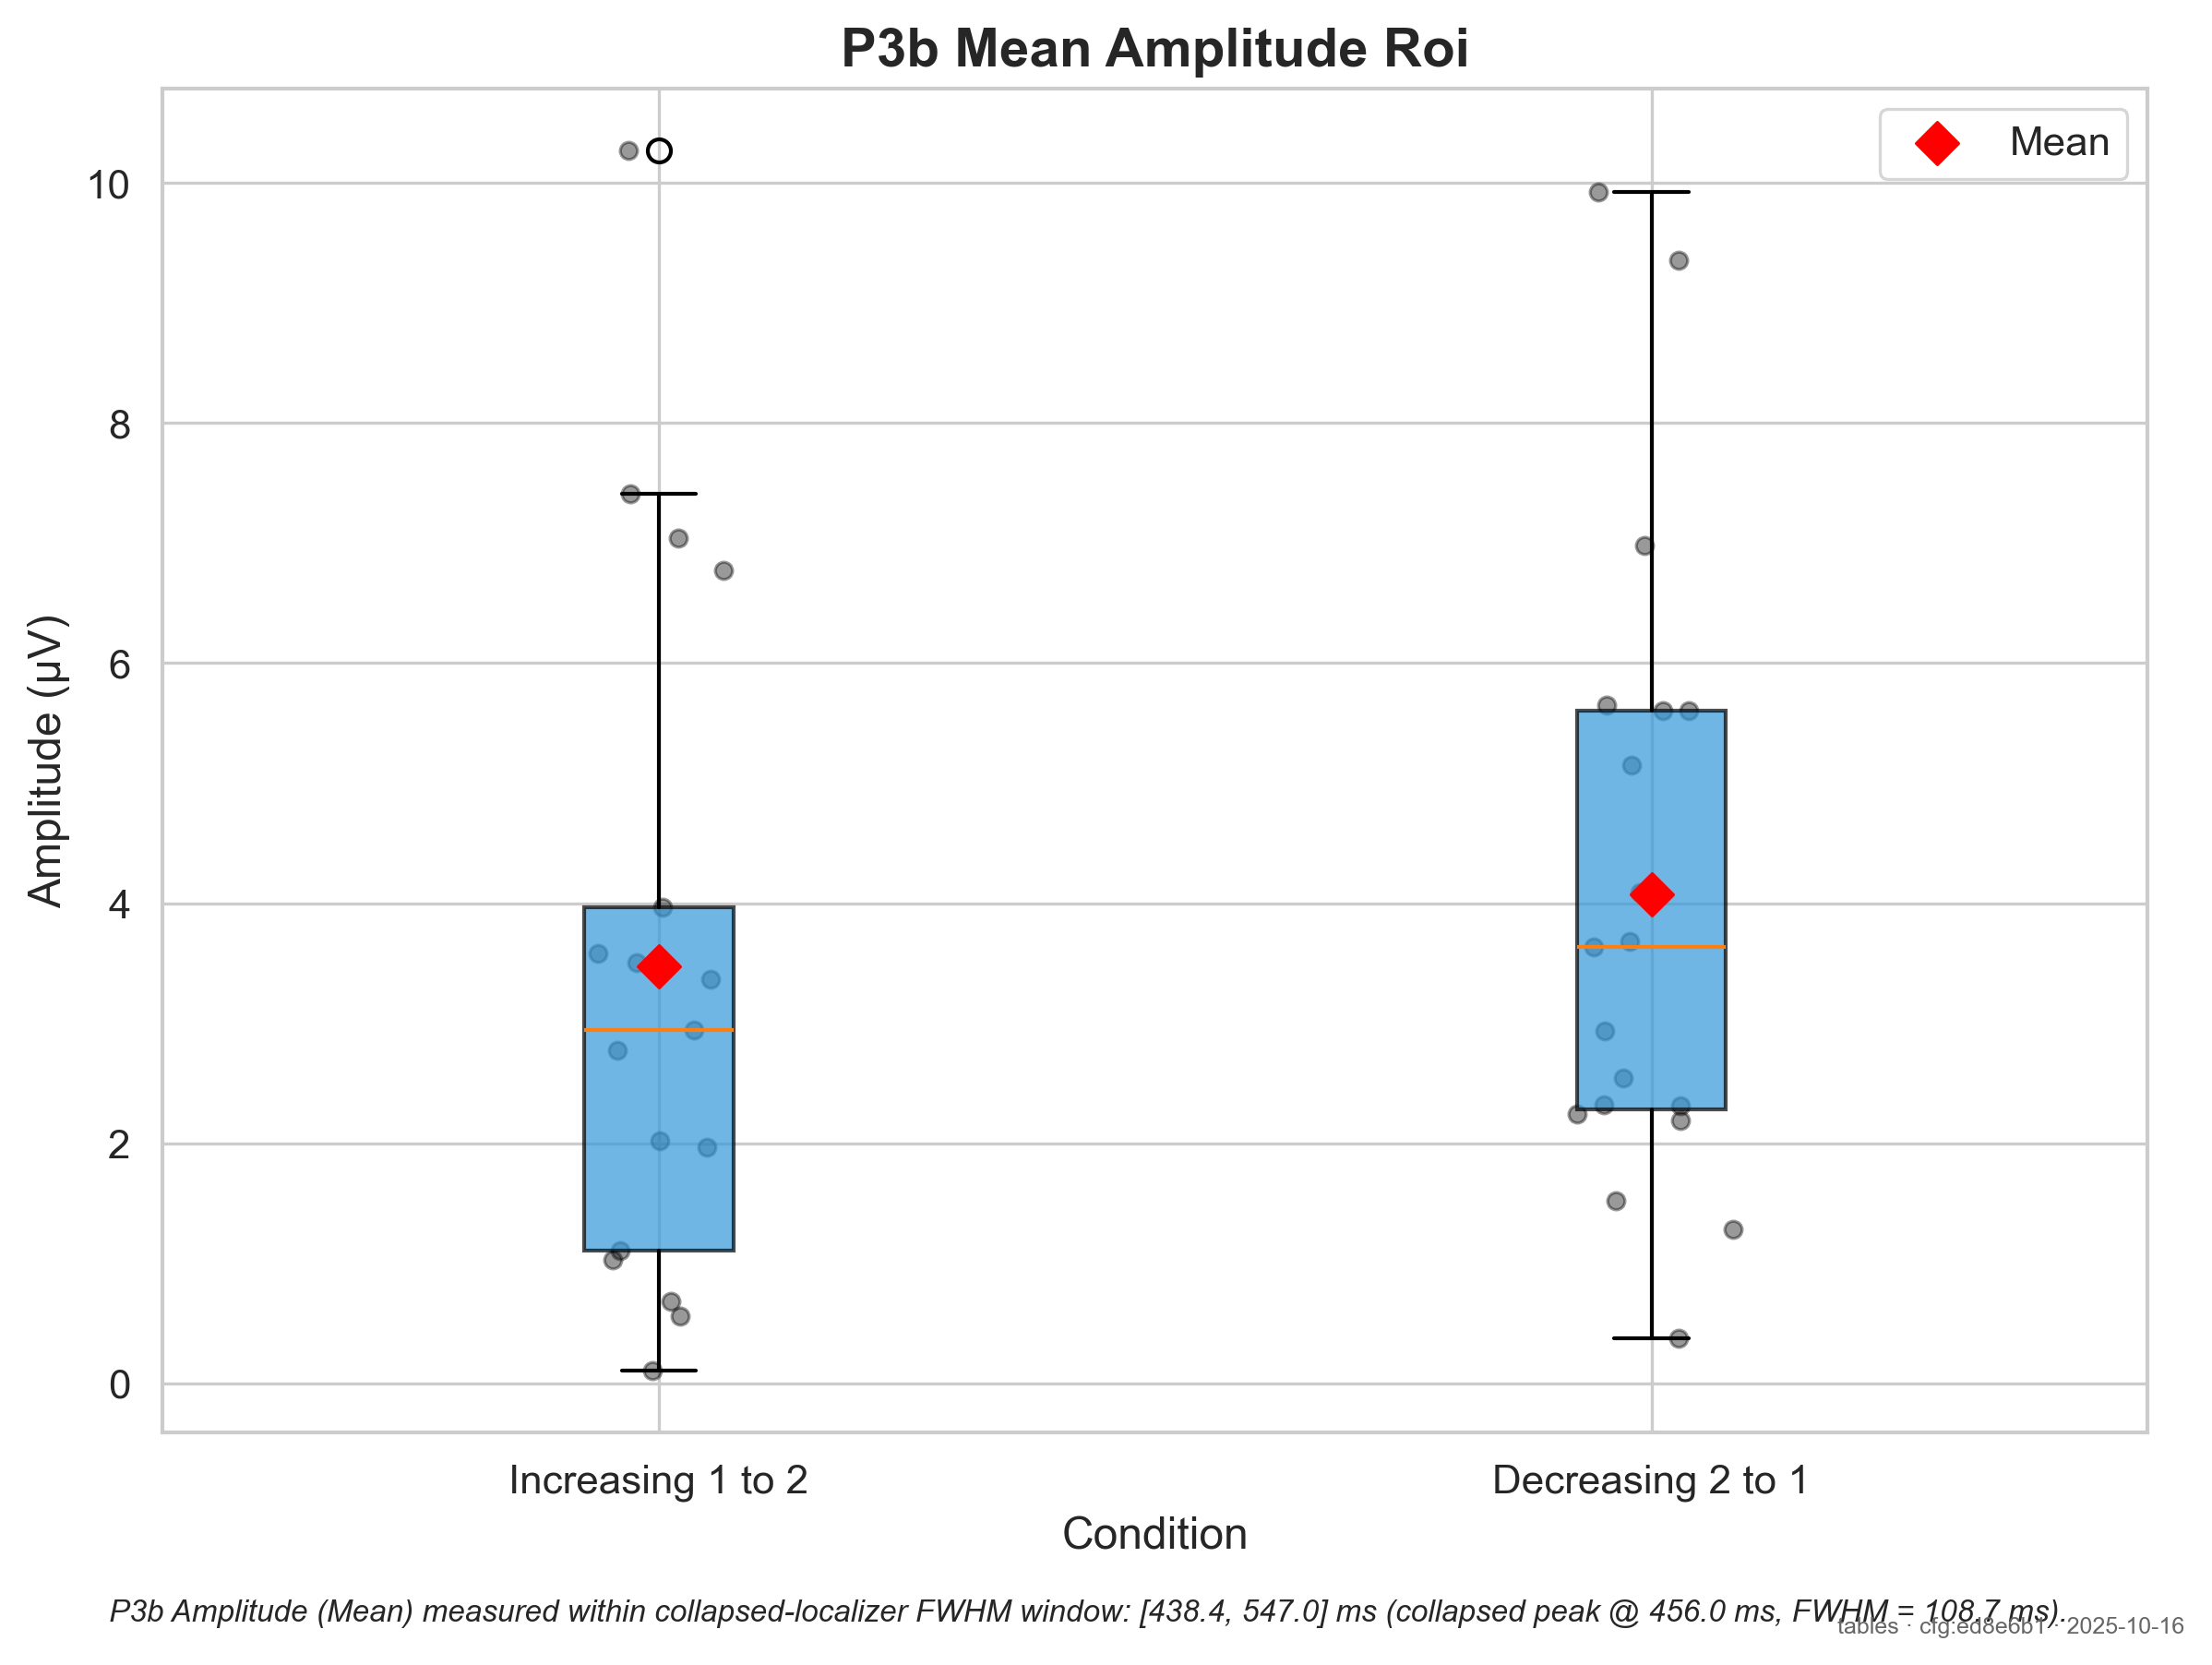 P3b Mean Amplitude Roi
Mean
10
8
6
4
2
0
Amplitude (µV)
Increasing 1 to 2
Decreasing 2 to 1
Condition
P3b Amplitude (Mean) measured within collapsed-localizer FWHM window: [438.4, 547.0] ms (collapsed peak @ 456.0 ms, FWHM = 108.7 ms).
tables · cfg:ed8e6b1 · 2025-10-16